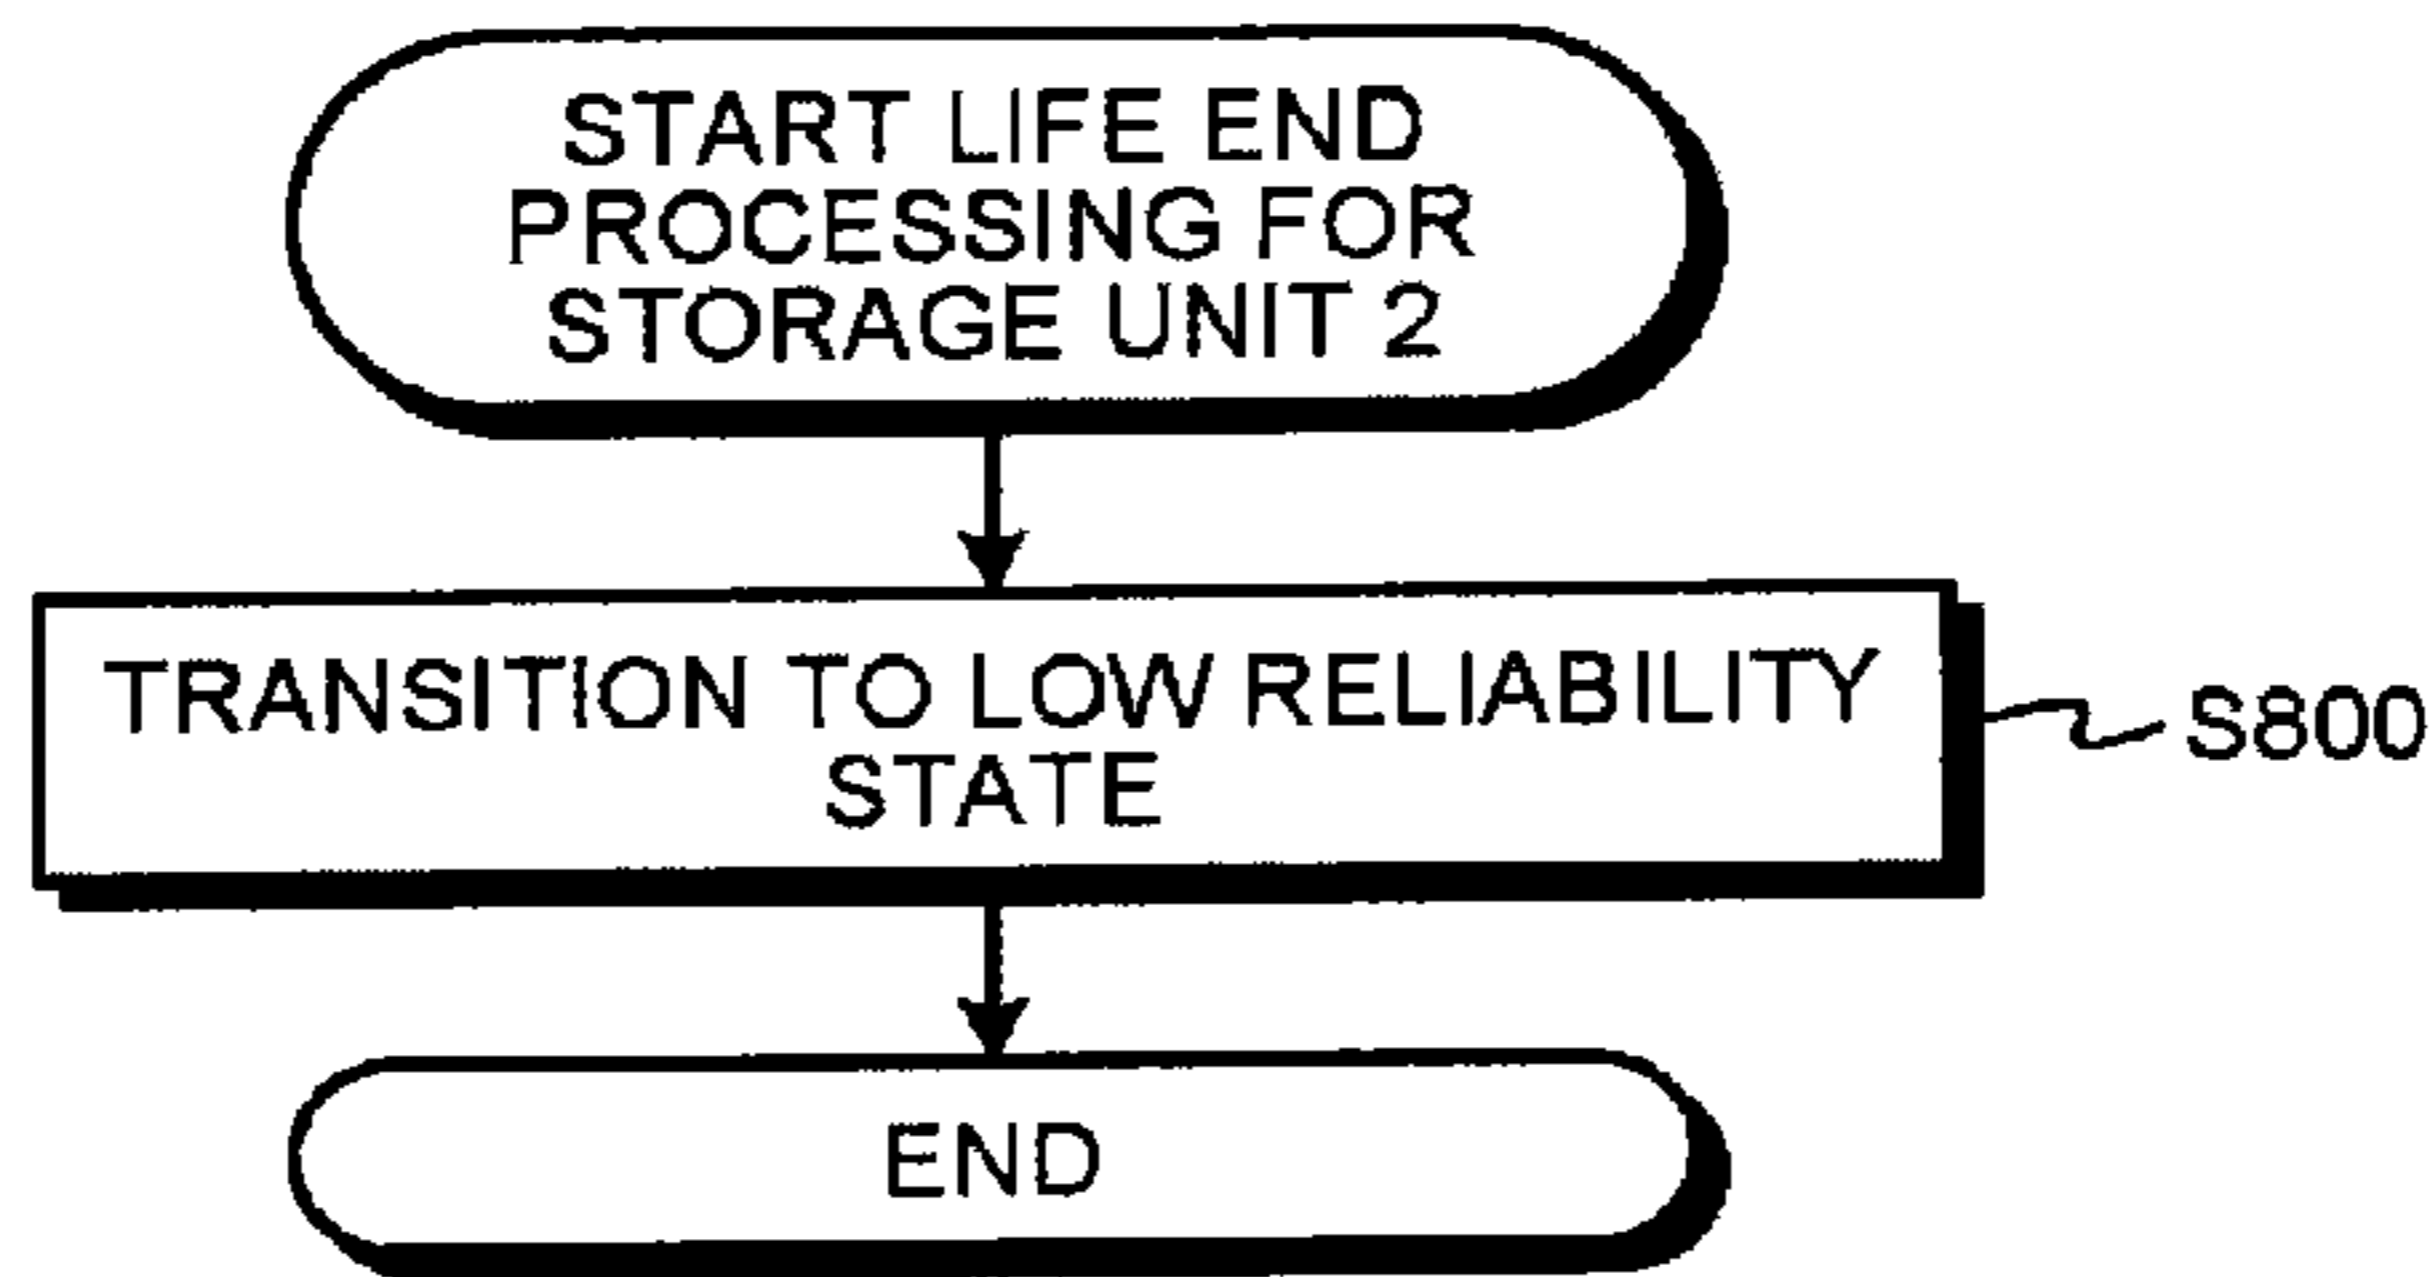 START LIFE END
PROCESSING FOR
STORAGE UNIT 2
TRANSITION TO LOW RELIABILITY
STATE
S800
END